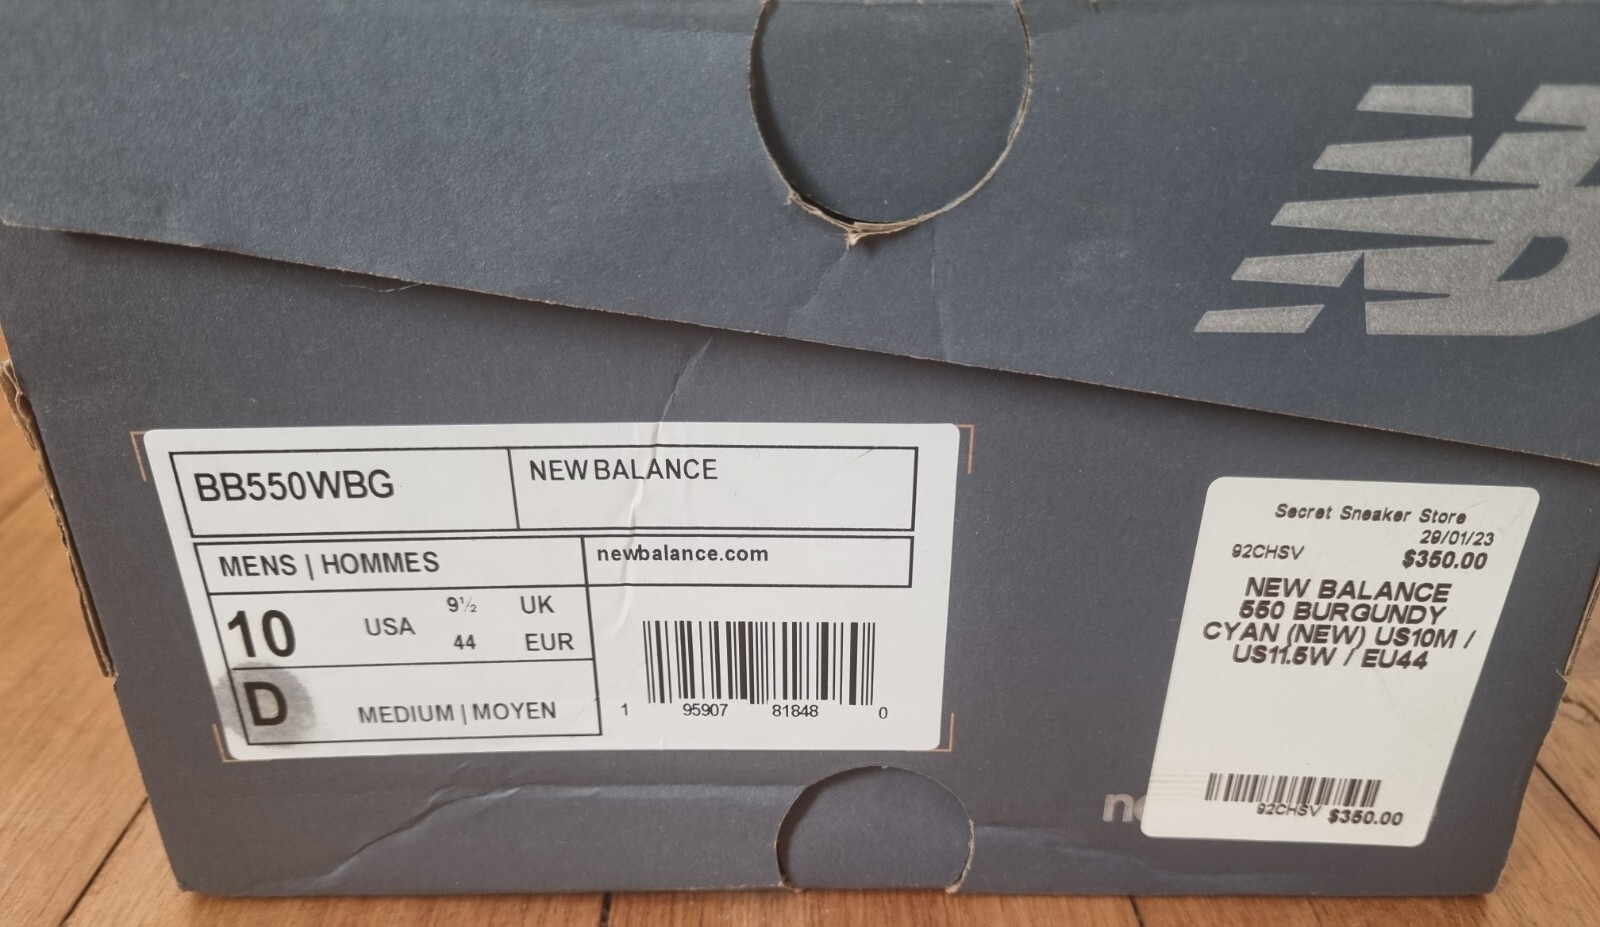 BB550WBG
NEW BALANCE
MENS | HOMMES
newbalance.com
10 USA 9½ UK
44 EUR
D MEDIUM | MOYEN
1 95907 81848 0
Secret Sneaker Store
29/01/23
92CHSV $350.00
NEW BALANCE
550 BURGUNDY
CYAN (NEW) US10M /
US11.5W / EU44
92CHSV $350.00